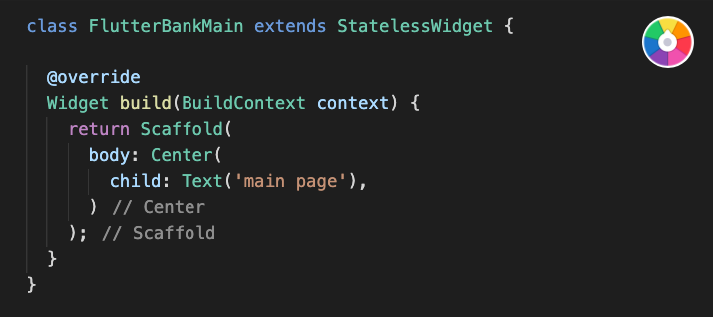 class FlutterBankMain extends StatelessWidget {
@override
Widget build(BuildContext context) {
return Scaffold(
body: Center(
child: Text('main page'),
) // Center
); // Scaffold
}
}